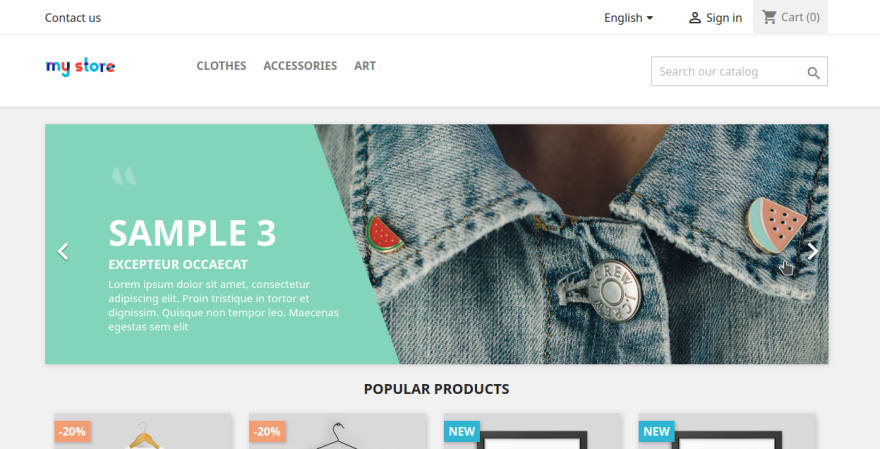 Contact us
English
Sign in
Cart (0)
my store
CLOTHES
ACCESSORIES
ART
Search our catalog
SAMPLE 3
EXCEPTEUR OCCAECAT
Lorem ipsum dolor sit amet, consectetur
adipiscing elit. Proin tristique in tortor et
dignissim. Quisque non tempor leo. Maecenas
egestas sem elit
J.CREW
J.CREW
POPULAR PRODUCTS
-20%
-20%
NEW
NEW